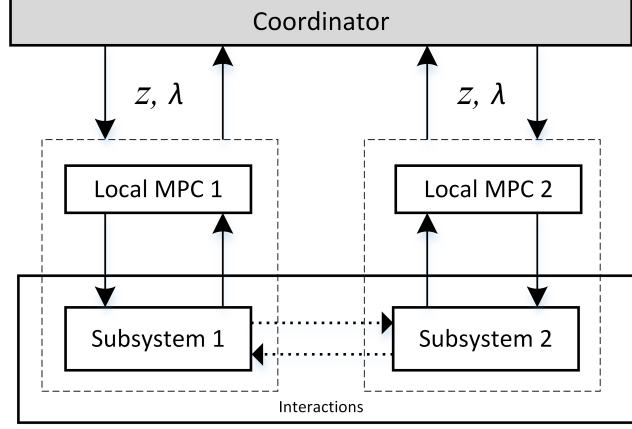 Coordinator
z, λ
z, λ
Local MPC 1
Local MPC 2
Subsystem 1
Subsystem 2
Interactions